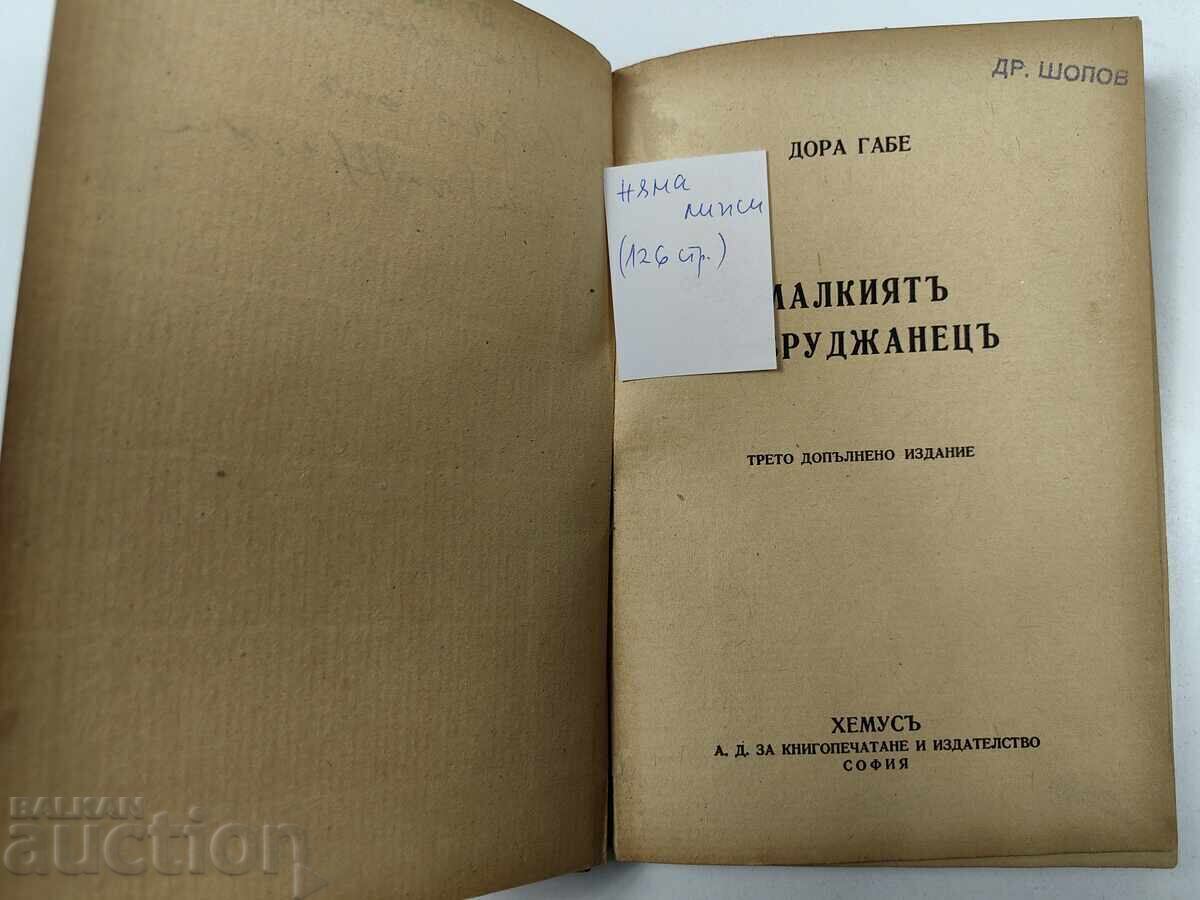 ДР. ШОПОВ
ДОРА ГАБЕ
няма
липси
(126 стр.)
МАЛКИЯТЪ
БРУДЖАНЕЦЪ
ТРЕТО ДОПЪЛНЕНО ИЗДАНИЕ
ХЕМУСЪ
А. Д. ЗА КНИГОПЕЧАТАНЕ И ИЗДАТЕЛСТВО
СОФИЯ
BALKAN
auction